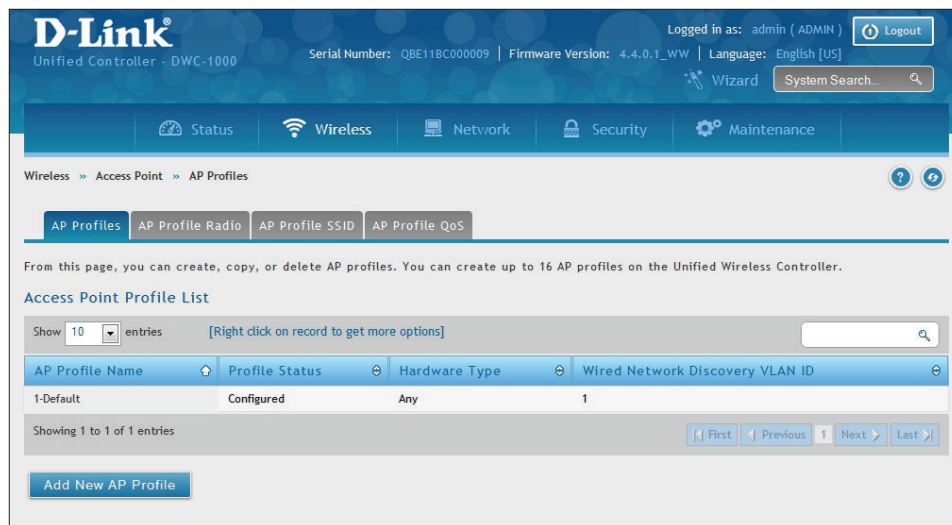 D-Link®
Unified Controller - DWC-1000
Logged in as: admin ( ADMIN ) Logout
Serial Number: QBE11BC000009 | Firmware Version: 4.4.0.1_WW | Language: English [US]
Wizard System Search...
Status Wireless Network Security Maintenance
Wireless » Access Point » AP Profiles ?
AP Profiles AP Profile Radio AP Profile SSID AP Profile QoS
From this page, you can create, copy, or delete AP profiles. You can create up to 16 AP profiles on the Unified Wireless Controller.
Access Point Profile List
Show 10 entries [Right click on record to get more options]
AP Profile Name Profile Status Hardware Type Wired Network Discovery VLAN ID
1-Default Configured Any 1
Showing 1 to 1 of 1 entries First Previous 1 Next Last
Add New AP Profile